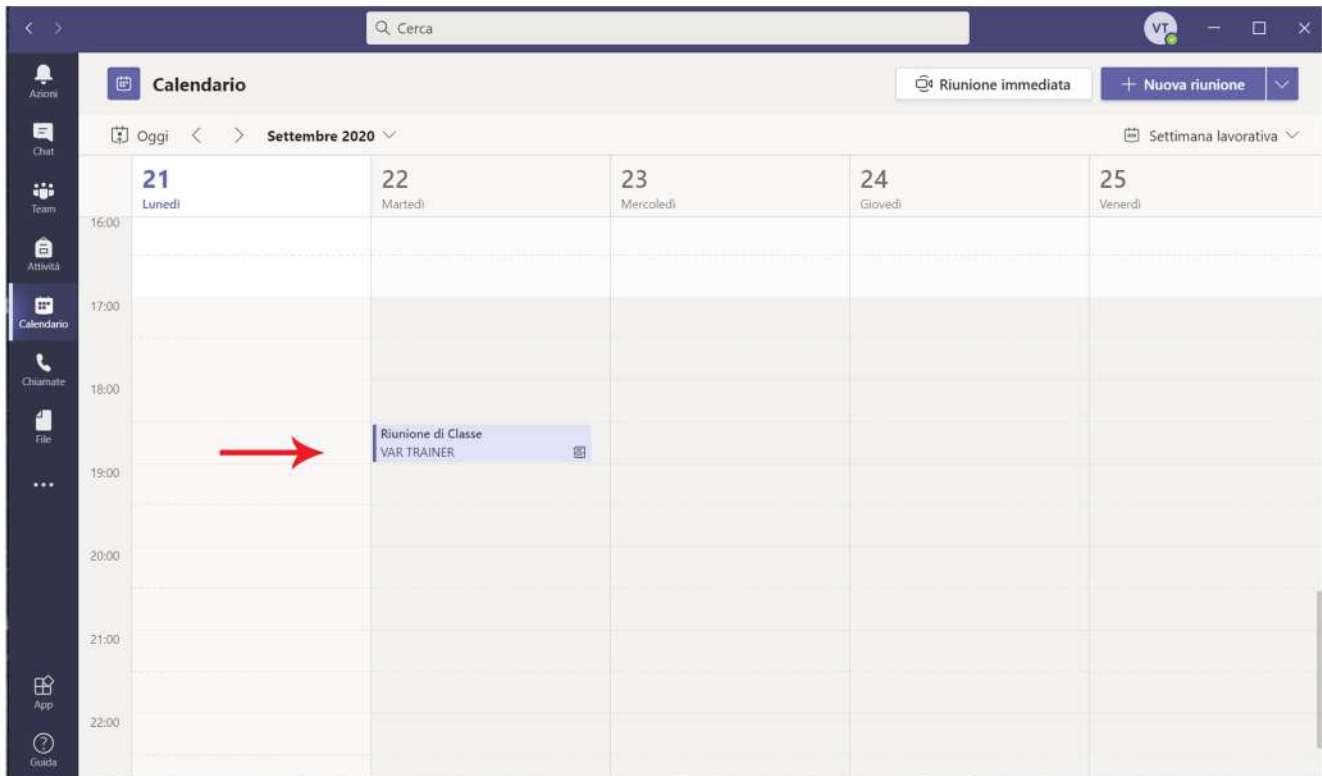 Cerca
VT
Azioni
Calendario
Riunione immediata
+ Nuova riunione
Chat
Oggi
Settembre 2020
Settimana lavorativa
Team
21
22
23
24
25
Lunedì
Martedì
Mercoledì
Giovedì
Venerdì
16:00
Attività
17:00
Calendario
Chiamate
18:00
File
Riunione di Classe
VAR TRAINER
19:00
20:00
21:00
App
22:00
Guida